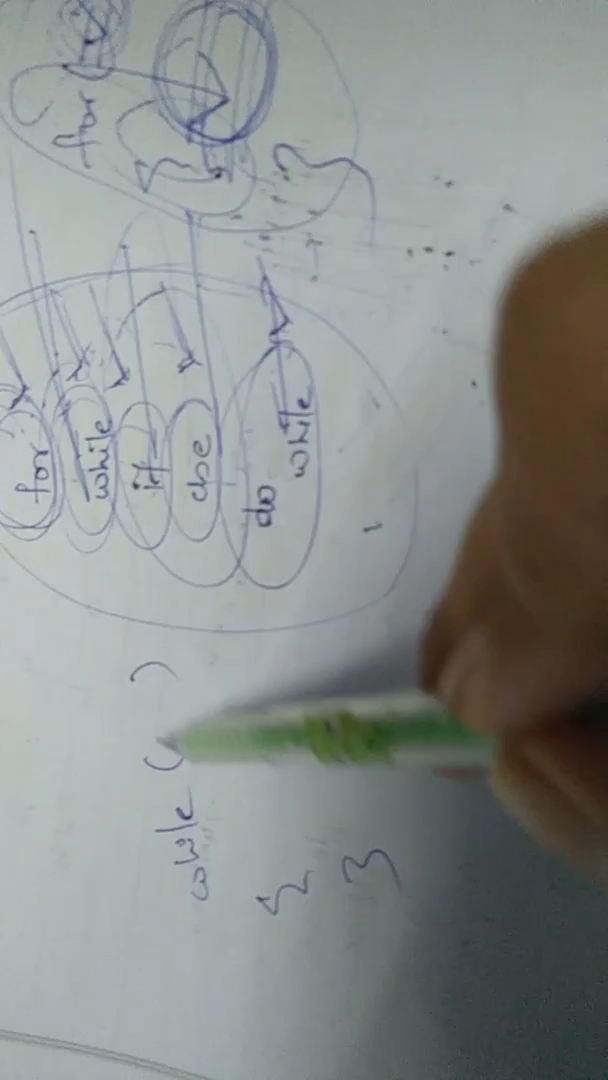 for
{
}
for
while
if
else
do
while
while ( )
{
}